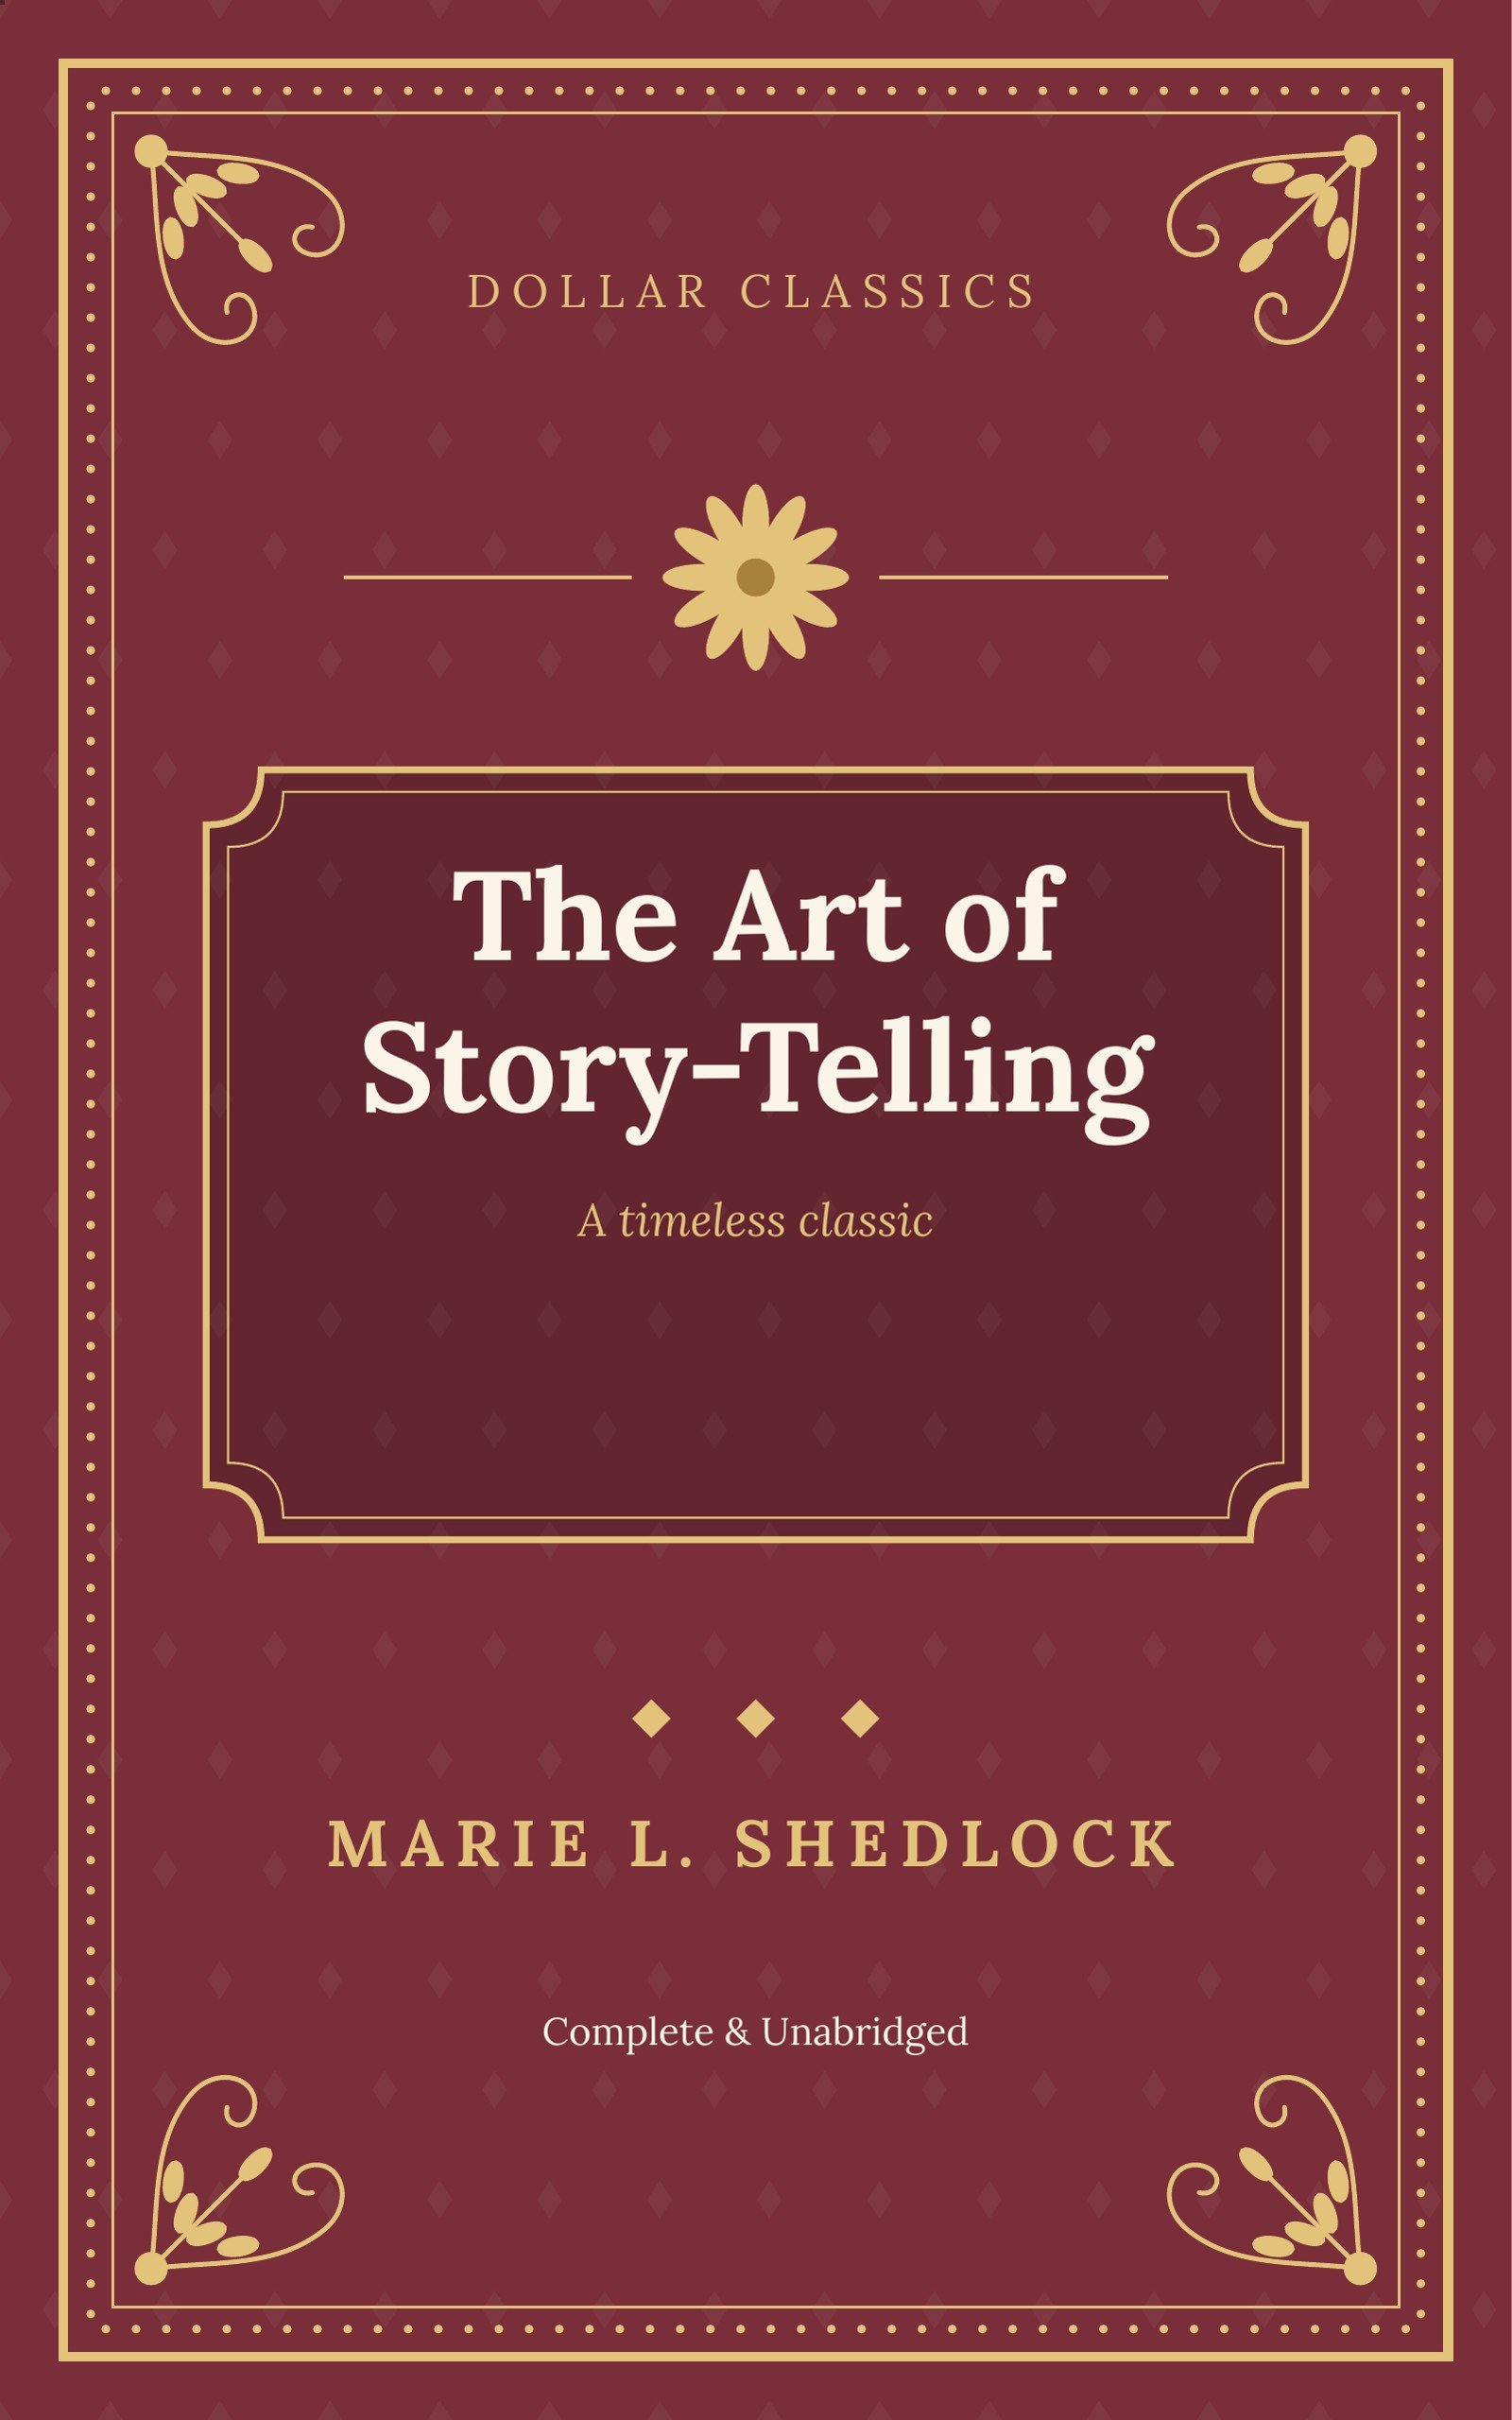 DOLLAR CLASSICS
The Art of
Story-Telling
A timeless classic
MARIE L. SHEDLOCK
Complete & Unabridged